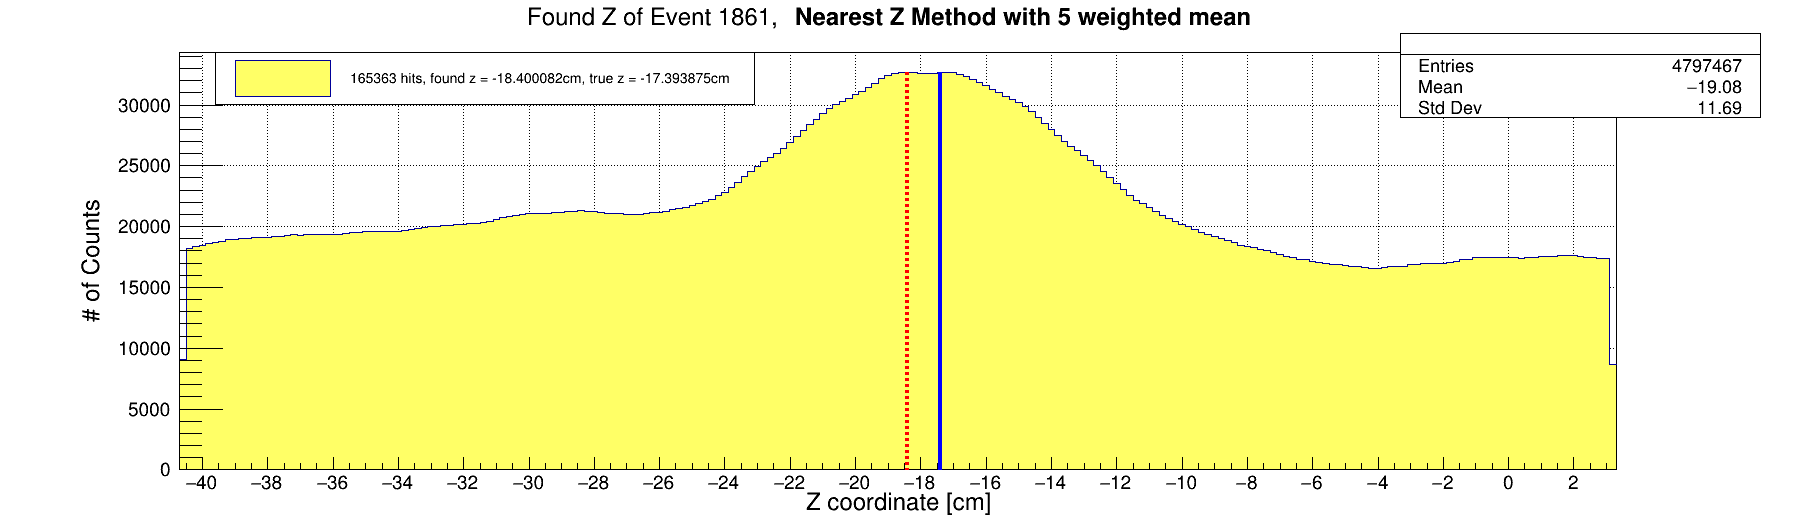 Found Z of Event 1861, Nearest Z Method with 5 weighted mean
165363 hits, found z = -18.400082cm, true z = -17.393875cm
Entries 4797467
Mean −19.08
Std Dev 11.69
# of Counts
30000
25000
20000
15000
10000
5000
0
−40 −38 −36 −34 −32 −30 −28 −26 −24 −22 −20 −18 −16 −14 −12 −10 −8 −6 −4 −2 0 2
Z coordinate [cm]